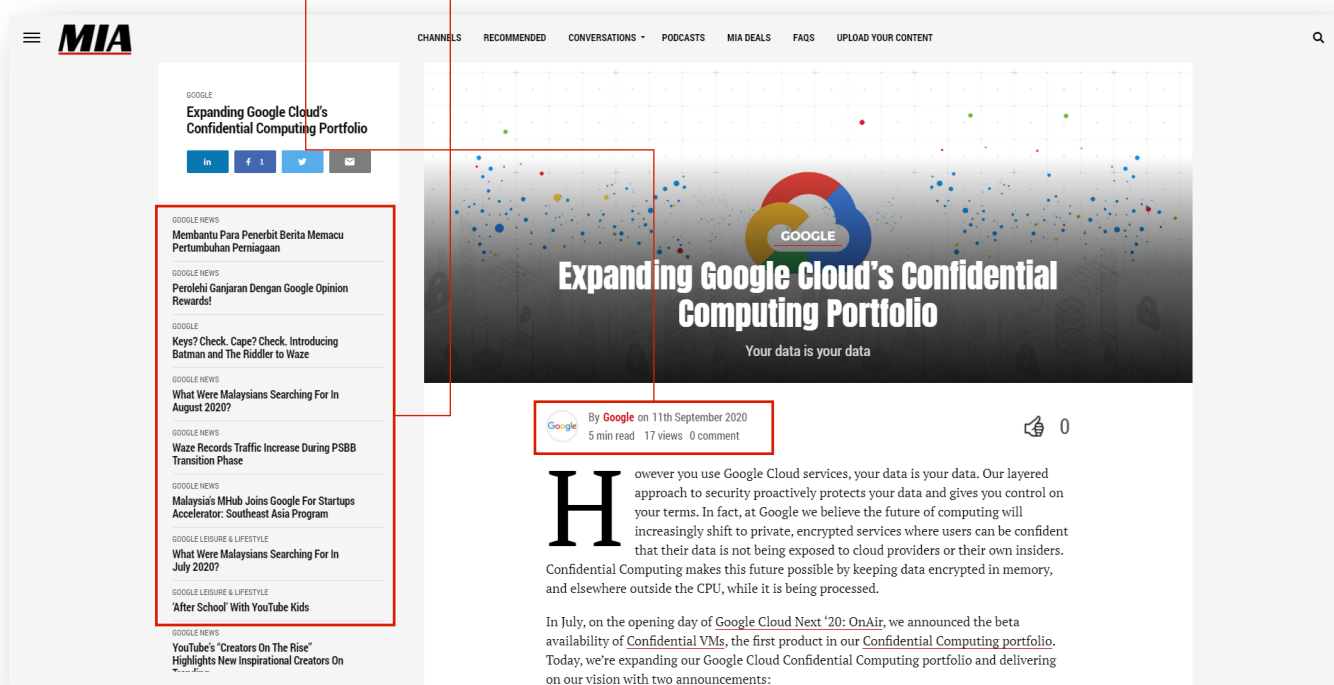 MIA
CHANNELS RECOMMENDED CONVERSATIONS PODCASTS MIA DEALS FAQS UPLOAD YOUR CONTENT
GOOGLE
Expanding Google Cloud's
Confidential Computing Portfolio
in f 1
GOOGLE NEWS
Membantu Para Penerbit Berita Memacu
Pertumbuhan Perniagaan
GOOGLE NEWS
Perolehi Ganjaran Dengan Google Opinion
Rewards!
GOOGLE
Keys? Check. Cape? Check. Introducing
Batman and The Riddler to Waze
GOOGLE NEWS
What Were Malaysians Searching For In
August 2020?
GOOGLE NEWS
Waze Records Traffic Increase During PSBB
Transition Phase
GOOGLE NEWS
Malaysia's MHub Joins Google For Startups
Accelerator: Southeast Asia Program
GOOGLE LEISURE & LIFESTYLE
What Were Malaysians Searching For In
July 2020?
GOOGLE LEISURE & LIFESTYLE
'After School' With YouTube Kids
GOOGLE NEWS
YouTube's "Creators On The Rise"
Highlights New Inspirational Creators On
GOOGLE
Expanding Google Cloud's Confidential
Computing Portfolio
Your data is your data
Google
By Google on 11th September 2020
5 min read 17 views 0 comment
0
However you use Google Cloud services, your data is your data. Our layered
approach to security proactively protects your data and gives you control on
your terms. In fact, at Google we believe the future of computing will
increasingly shift to private, encrypted services where users can be confident
that their data is not being exposed to cloud providers or their own insiders.
Confidential Computing makes this future possible by keeping data encrypted in memory,
and elsewhere outside the CPU, while it is being processed.
In July, on the opening day of Google Cloud Next '20: OnAir, we announced the beta
availability of Confidential VMs, the first product in our Confidential Computing portfolio.
Today, we're expanding our Google Cloud Confidential Computing portfolio and delivering
on our vision with two announcements: